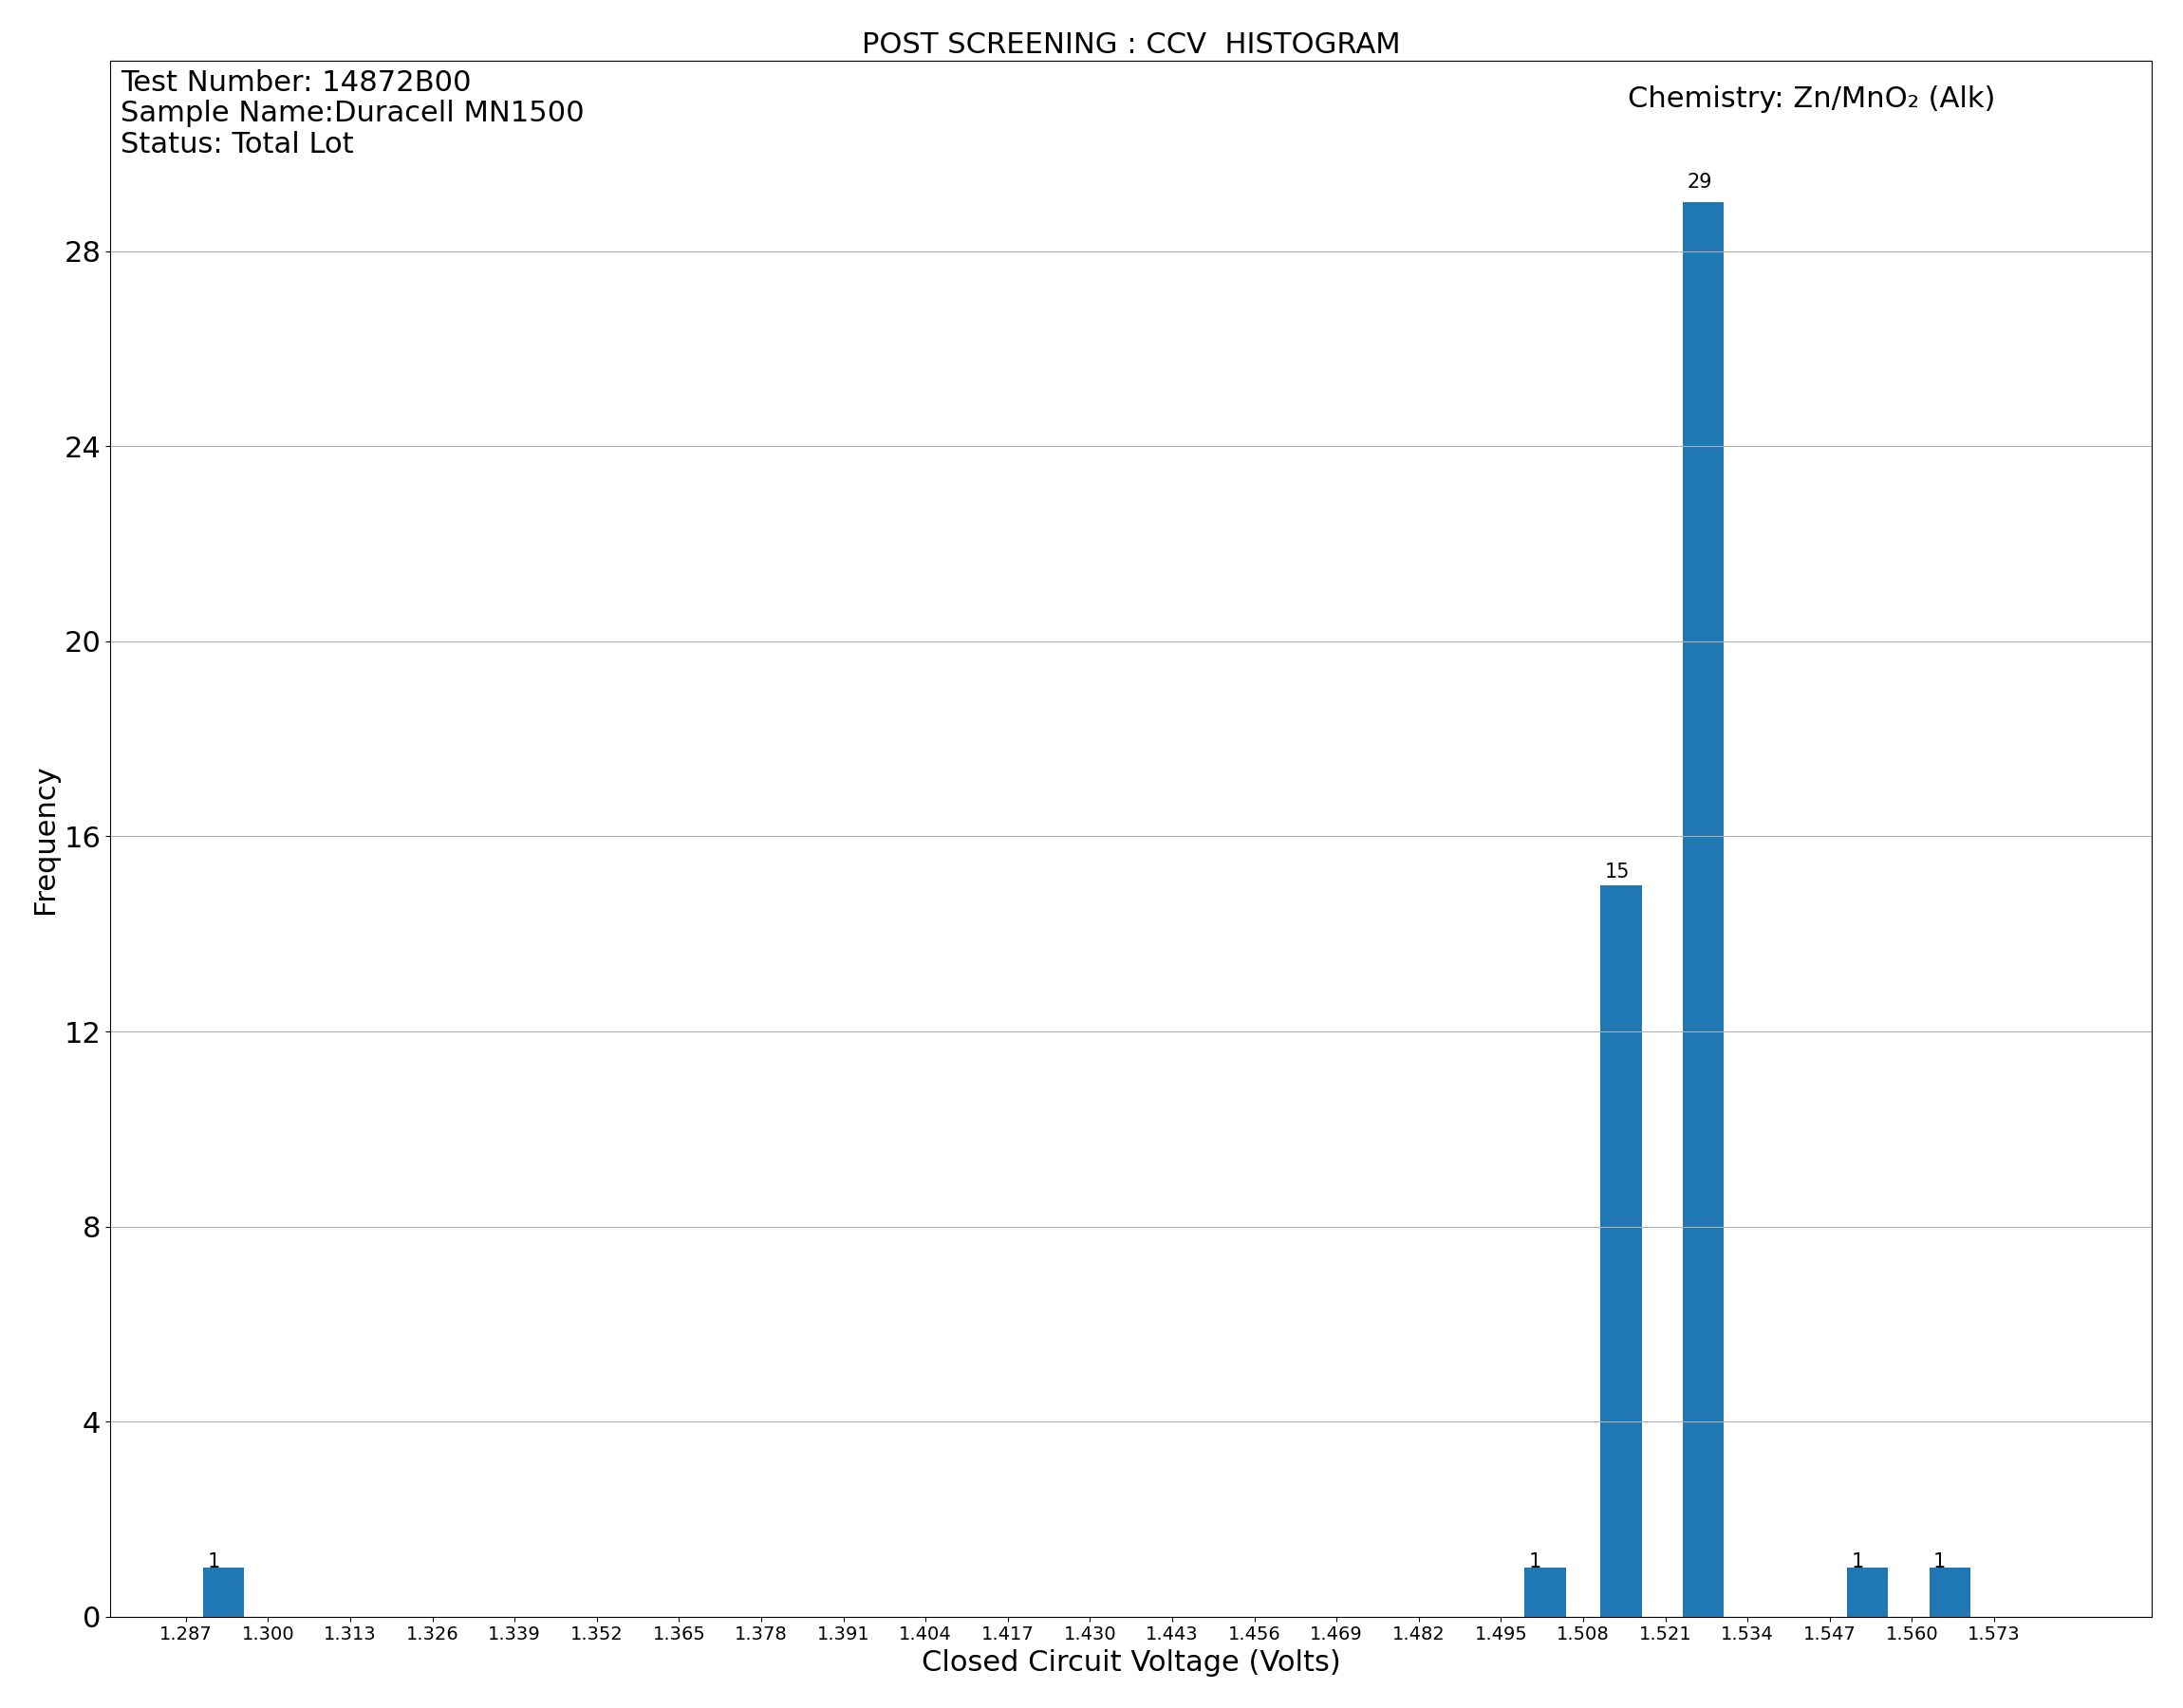 POST SCREENING : CCV  HISTOGRAM
Test Number: 14872B00
Sample Name:Duracell MN1500
Status: Total Lot
Chemistry: Zn/MnO₂ (Alk)
29
28
24
20
16
15
12
8
4
1 1 1 1
0
1.287 1.300 1.313 1.326 1.339 1.352 1.365 1.378 1.391 1.404 1.417 1.430 1.443 1.456 1.469 1.482 1.495 1.508 1.521 1.534 1.547 1.560 1.573
Closed Circuit Voltage (Volts)
Frequency